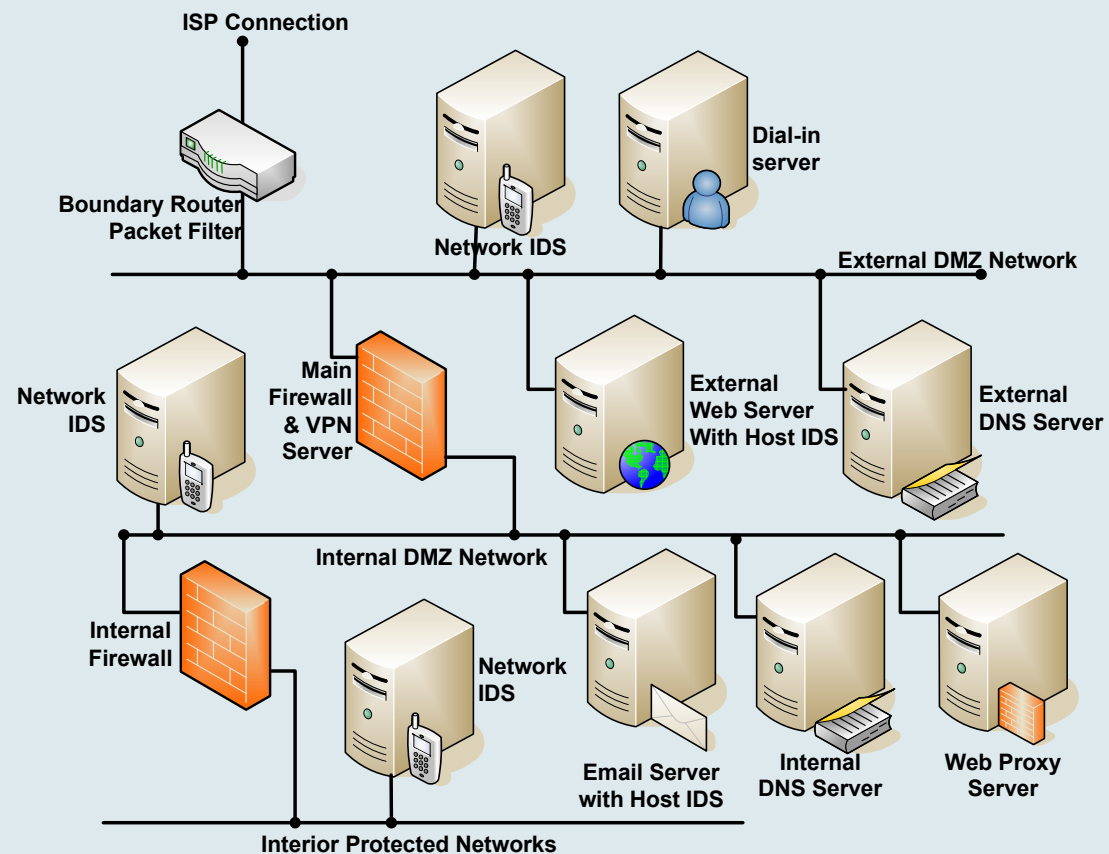 ISP Connection
Dial-in
server
Boundary Router
Packet Filter
Network IDS
External DMZ Network
Network
IDS
Main
Firewall
& VPN
Server
External
Web Server
With Host IDS
External
DNS Server
Internal DMZ Network
Internal
Firewall
Network
IDS
Email Server
with Host IDS
Internal
DNS Server
Web Proxy
Server
Interior Protected Networks